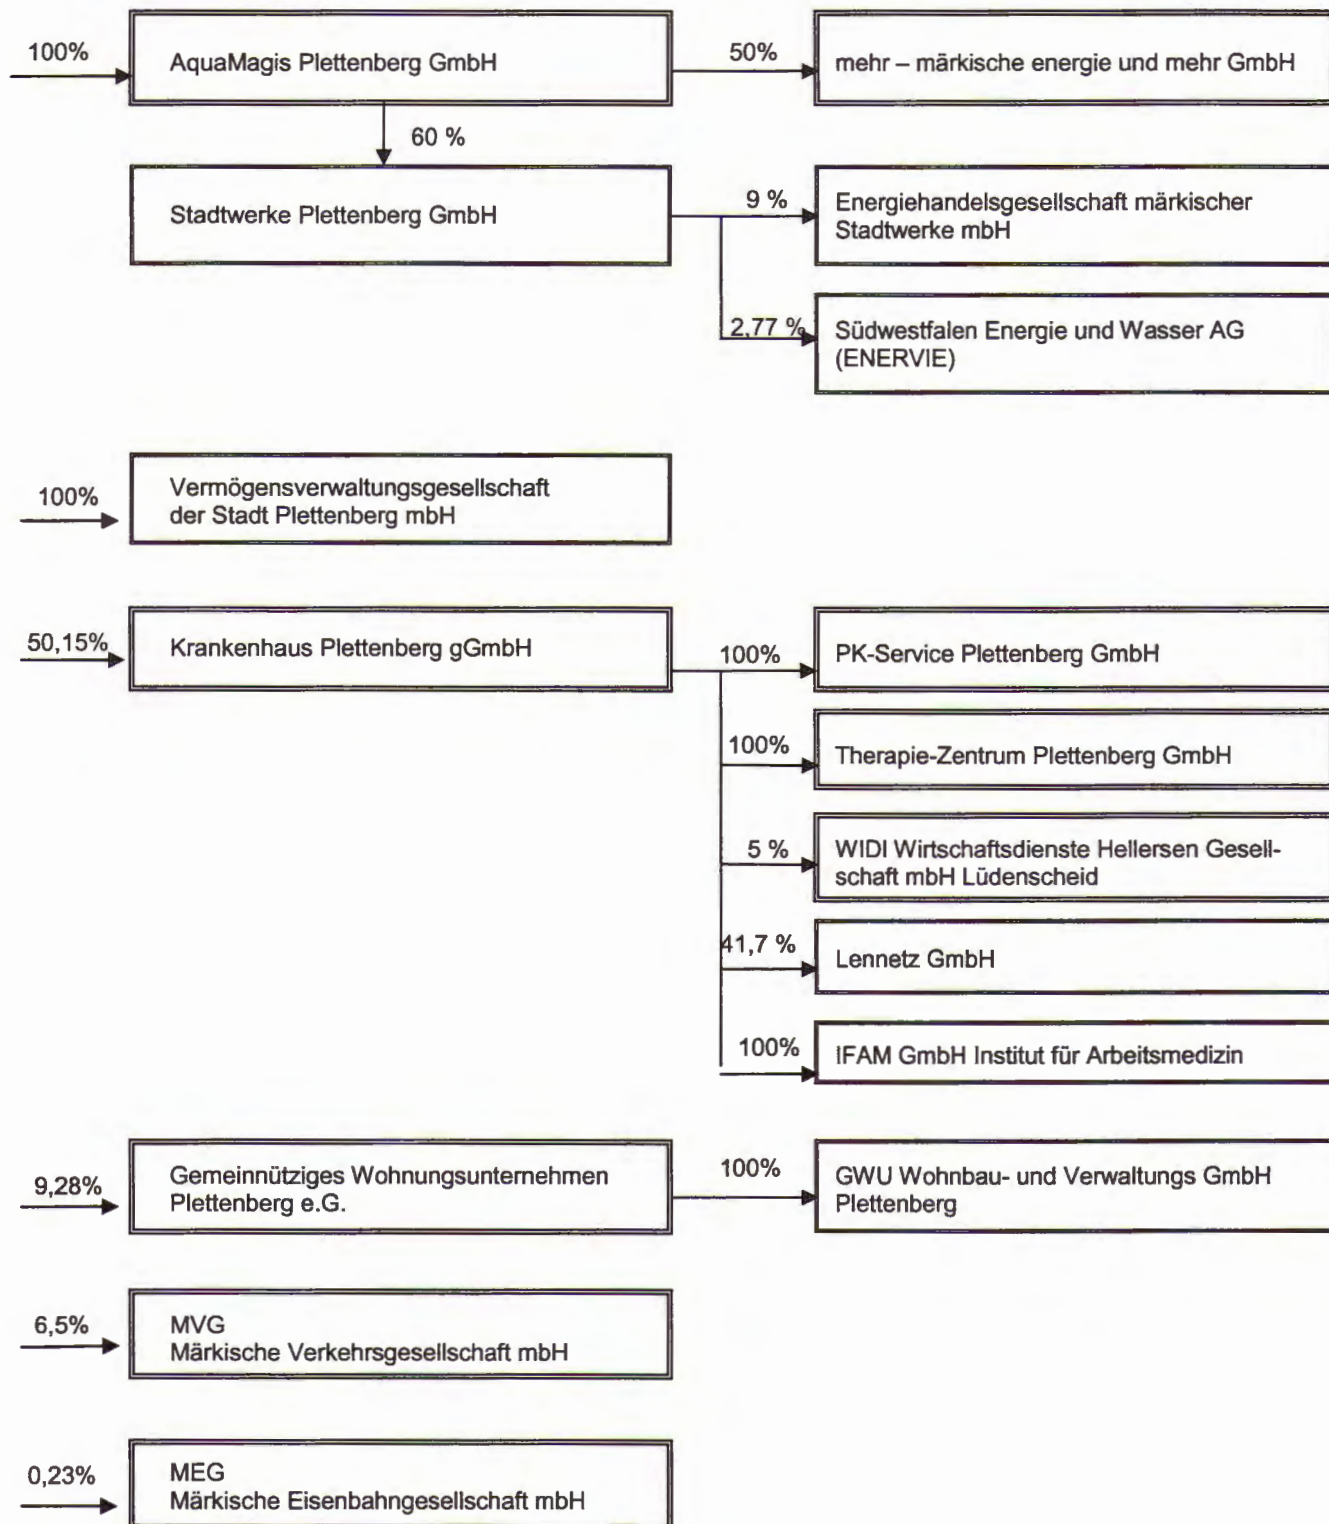 100%
AquaMagis Plettenberg GmbH
50%
mehr – märkische energie und mehr GmbH
60 %
Stadtwerke Plettenberg GmbH
9 %
Energiehandelsgesellschaft märkischer
Stadtwerke mbH
2,77 %
Südwestfalen Energie und Wasser AG
(ENERVIE)
100%
Vermögensverwaltungsgesellschaft
der Stadt Plettenberg mbH
50,15%
Krankenhaus Plettenberg gGmbH
100%
PK-Service Plettenberg GmbH
100%
Therapie-Zentrum Plettenberg GmbH
5 %
WIDI Wirtschaftsdienste Hellersen Gesell-
schaft mbH Lüdenscheid
41,7 %
Lennetz GmbH
100%
IFAM GmbH Institut für Arbeitsmedizin
9,28%
Gemeinnütziges Wohnungsunternehmen
Plettenberg e.G.
100%
GWU Wohnbau- und Verwaltungs GmbH
Plettenberg
6,5%
MVG
Märkische Verkehrsgesellschaft mbH
0,23%
MEG
Märkische Eisenbahngesellschaft mbH